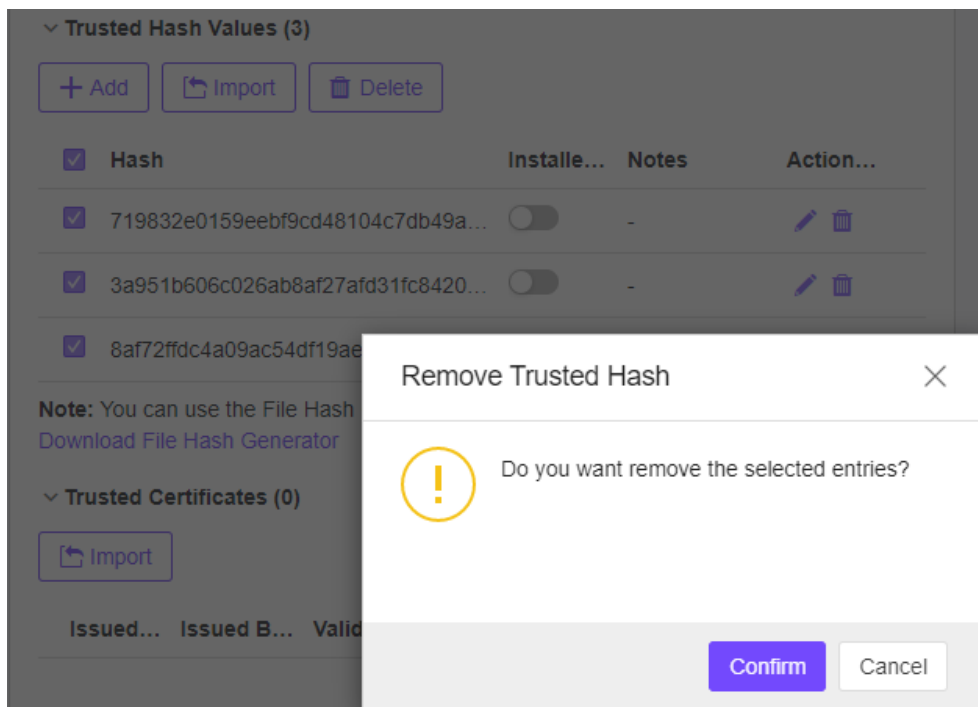 Trusted Hash Values (3)
Add Import Delete
Hash Installe... Notes Action...
719832e0159eebf9cd48104c7db49a... -
3a951b606c026ab8af27afd31fc8420... -
8af72ffdc4a09ac54df19ae
Note: You can use the File Hash
Download File Hash Generator
Trusted Certificates (0)
Import
Issued... Issued B... Valid
Remove Trusted Hash
Do you want remove the selected entries?
Confirm Cancel